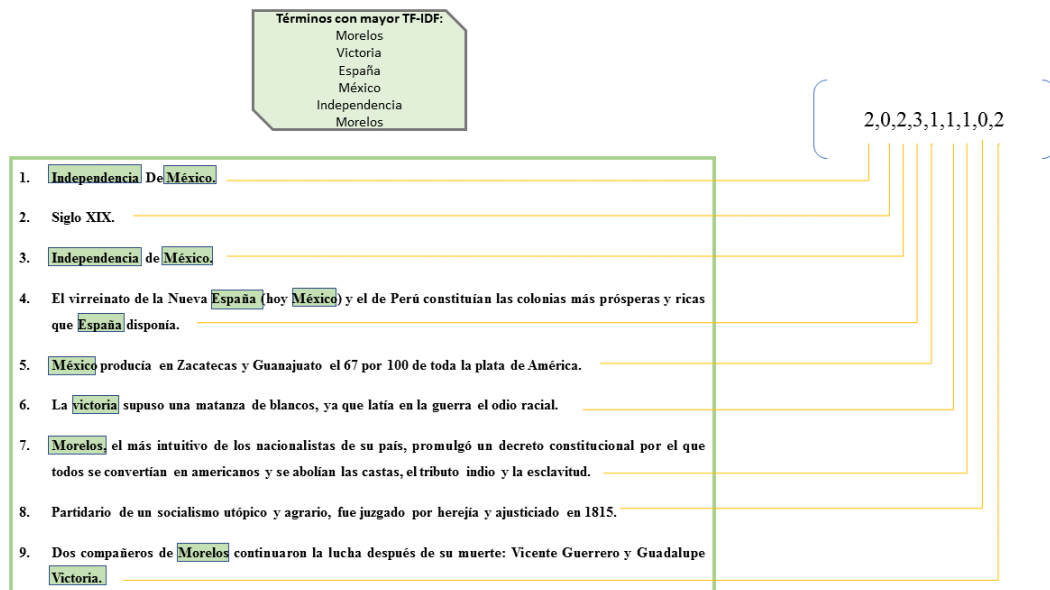 Términos con mayor TF-IDF:
Morelos
Victoria
España
México
Independencia
Morelos
2,0,2,3,1,1,1,0,2
1. Independencia De México.
2. Siglo XIX.
3. Independencia de México.
4. El virreinato de la Nueva España (hoy México) y el de Perú constituían las colonias más prósperas y ricas
que España disponía.
5. México producía en Zacatecas y Guanajuato el 67 por 100 de toda la plata de América.
6. La victoria supuso una matanza de blancos, ya que latía en la guerra el odio racial.
7. Morelos, el más intuitivo de los nacionalistas de su país, promulgó un decreto constitucional por el que
todos se convertían en americanos y se abolían las castas, el tributo indio y la esclavitud.
8. Partidario de un socialismo utópico y agrario, fue juzgado por herejía y ajusticiado en 1815.
9. Dos compañeros de Morelos continuaron la lucha después de su muerte: Vicente Guerrero y Guadalupe
Victoria.